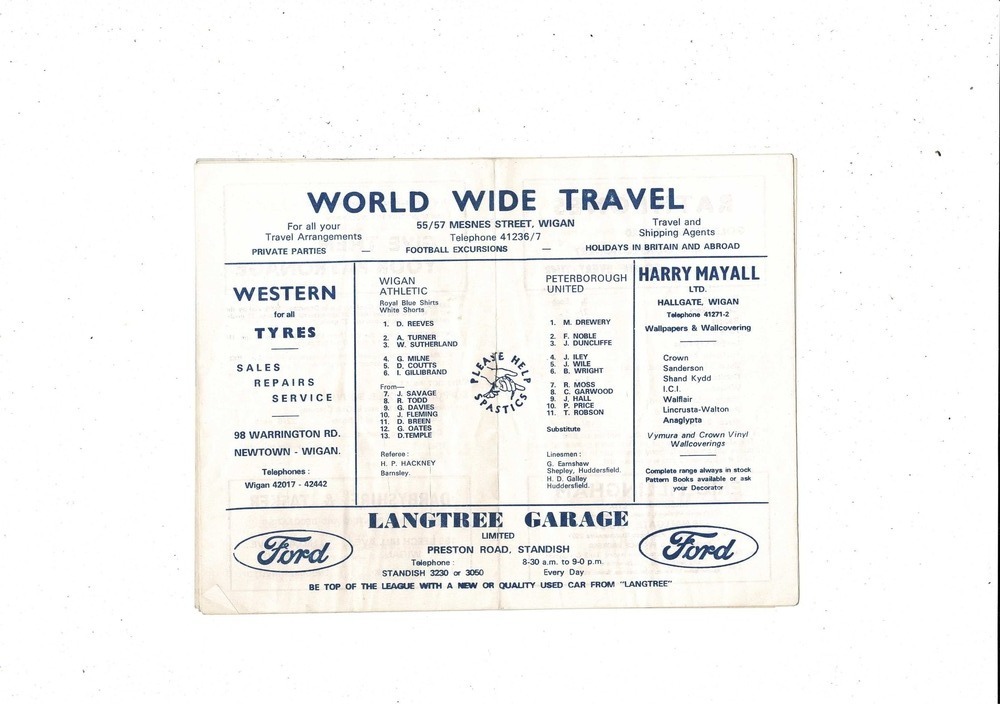 WORLD WIDE TRAVEL
For all your
Travel Arrangements
55/57 MESNES STREET, WIGAN
Telephone 41236/7
Travel and
Shipping Agents
PRIVATE PARTIES — FOOTBALL EXCURSIONS — HOLIDAYS IN BRITAIN AND ABROAD
WESTERN
for all
TYRES
SALES
REPAIRS
SERVICE
98 WARRINGTON RD.
NEWTOWN - WIGAN.
Telephones :
Wigan 42017 - 42442
WIGAN
ATHLETIC
Royal Blue Shirts
White Shorts
1. D. REEVES
2. A. TURNER
3. W. SUTHERLAND
4. G. MILNE
5. D. COUTTS
6. I. GILLIBRAND
From—
7. J. SAVAGE
8. R. TODD
9. G. DAVIES
10. J. FLEMING
11. D. BREEN
12. G. OATES
13. D.TEMPLE
Referee :
H. P. HACKNEY
Barnsley.
PLEASE HELP
SPASTICS
PETERBOROUGH
UNITED
1. M. DREWERY
2. F. NOBLE
3. J. DUNCLIFFE
4. J. ILEY
5. J. WILE
6. B. WRIGHT
7. R. MOSS
8. C. GARWOOD
9. J. HALL
10. P. PRICE
11. T. ROBSON
Substitute
Linesmen :
G. Earnshaw
Shepley, Huddersfield.
H. D. Galley
Huddersfield.
HARRY MAYALL
LTD.
HALLGATE, WIGAN
Telephone 41271-2
Wallpapers & Wallcovering
Crown
Sanderson
Shand Kydd
I.C.I.
Walflair
Lincrusta-Walton
Anaglypta
Vymura and Crown Vinyl
Wallcoverings
Complete range always in stock
Pattern Books available or ask
your Decorator
LANGTREE GARAGE
LIMITED
Ford
PRESTON ROAD, STANDISH
Telephone :
STANDISH 3230 or 3050
8-30 a.m. to 9-0 p.m.
Every Day
Ford
BE TOP OF THE LEAGUE WITH A NEW OR QUALITY USED CAR FROM "LANGTREE"